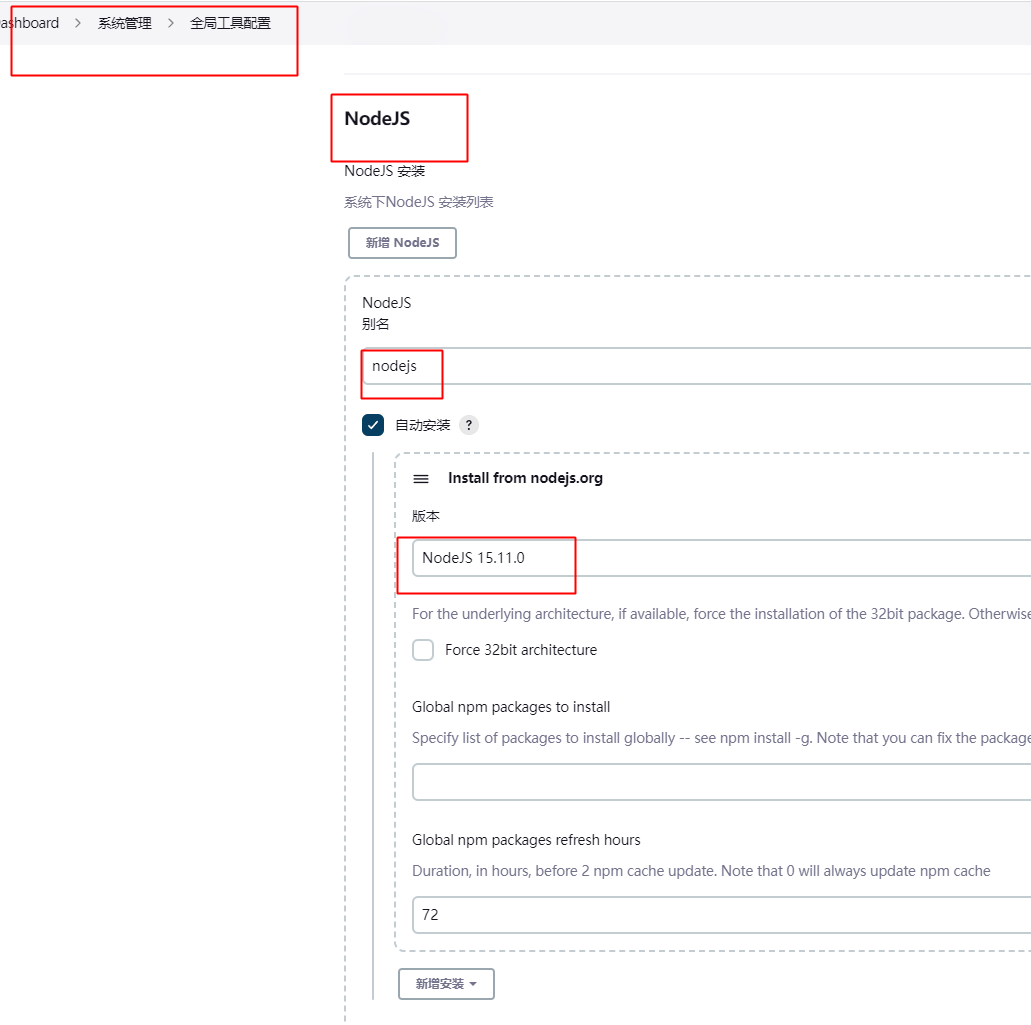 ashboard > 系统管理 > 全局工具配置
NodeJS
NodeJS 安装
系统下NodeJS 安装列表
新增 NodeJS
NodeJS
别名
nodejs
自动安装 ?
Install from nodejs.org
版本
NodeJS 15.11.0
For the underlying architecture, if available, force the installation of the 32bit package. Otherwise
Force 32bit architecture
Global npm packages to install
Specify list of packages to install globally -- see npm install -g. Note that you can fix the package
Global npm packages refresh hours
Duration, in hours, before 2 npm cache update. Note that 0 will always update npm cache
72
新增安装